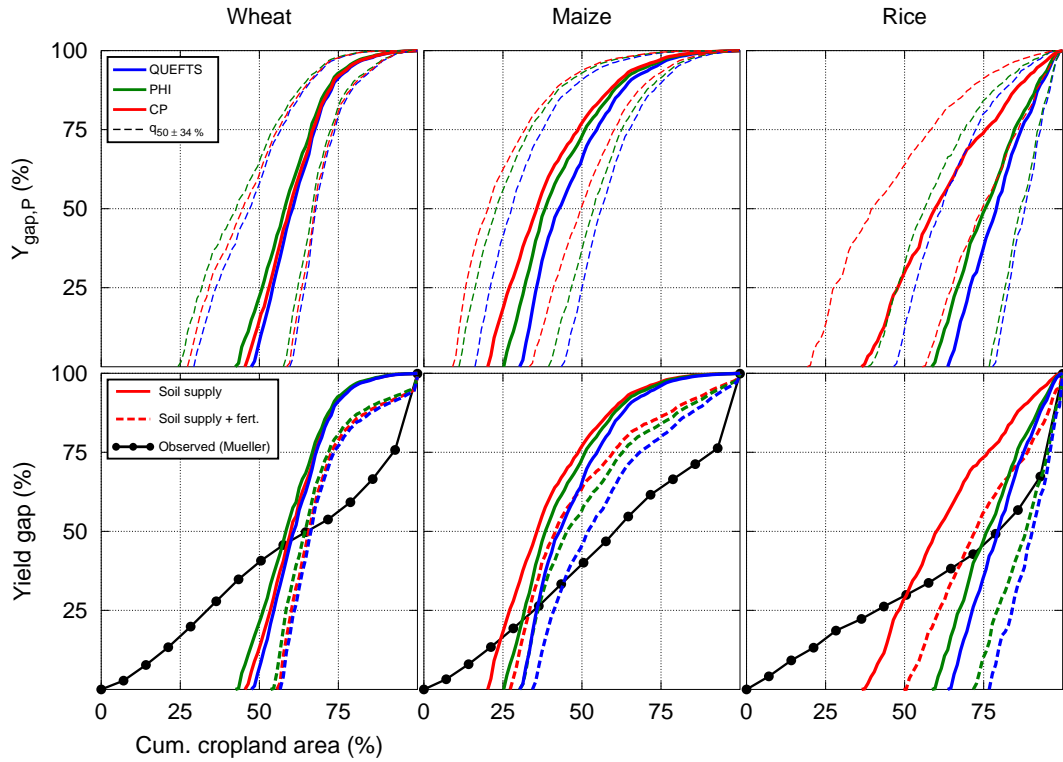 Wheat Maize Rice
100
75
50
25
Y gap,P (%)
QUEFTS
PHI
CP
q 50 ± 34 %
100
75
50
25
Yield gap (%)
Soil supply
Soil supply + fert.
Observed (Mueller)
0 25 50 75 0 25 50 75 0 25 50 75
Cum. cropland area (%)